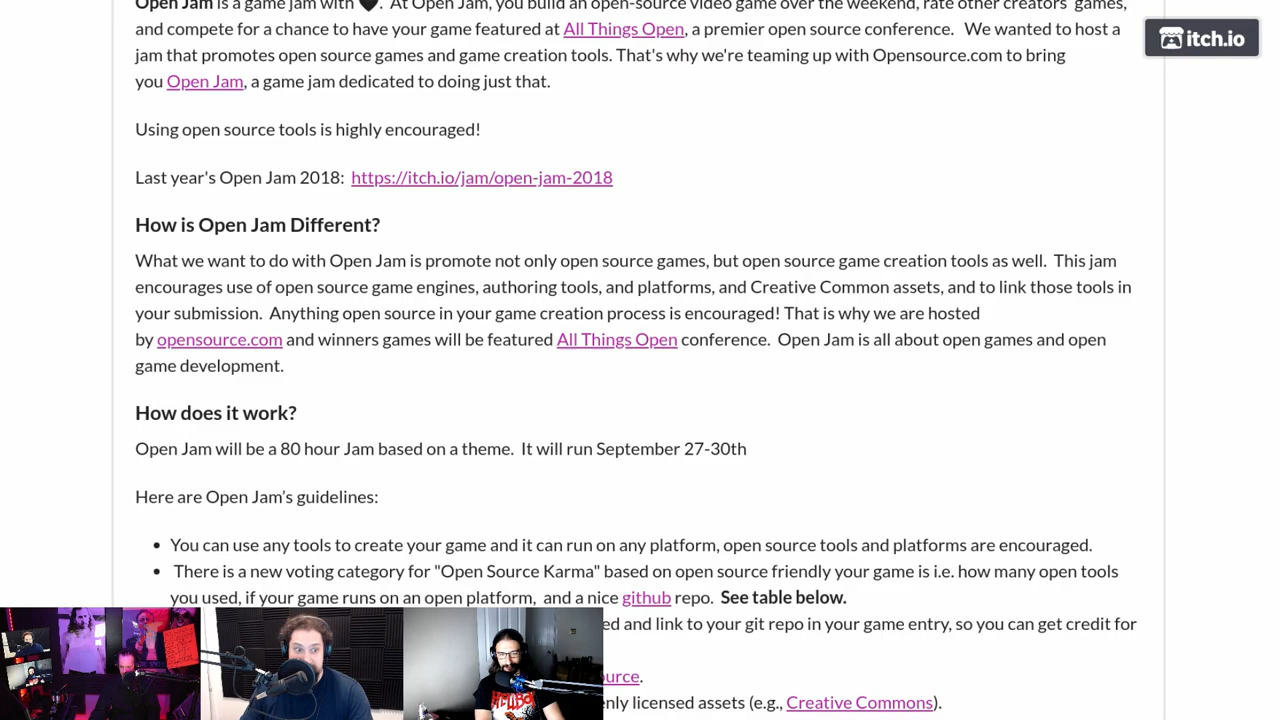 Open Jam is a game jam with 🖤. At Open Jam, you build an open-source video game over the weekend, rate other creators' games,
and compete for a chance to have your game featured at All Things Open, a premier open source conference. We wanted to host a
jam that promotes open source games and game creation tools. That's why we're teaming up with Opensource.com to bring
you Open Jam, a game jam dedicated to doing just that.
itch.io
Using open source tools is highly encouraged!
Last year's Open Jam 2018: https://itch.io/jam/open-jam-2018
How is Open Jam Different?
What we want to do with Open Jam is promote not only open source games, but open source game creation tools as well. This jam
encourages use of open source game engines, authoring tools, and platforms, and Creative Common assets, and to link those tools in
your submission. Anything open source in your game creation process is encouraged! That is why we are hosted
by opensource.com and winners games will be featured All Things Open conference. Open Jam is all about open games and open
game development.
How does it work?
Open Jam will be a 80 hour Jam based on a theme. It will run September 27-30th
Here are Open Jam's guidelines:
• You can use any tools to create your game and it can run on any platform, open source tools and platforms are encouraged.
• There is a new voting category for "Open Source Karma" based on open source friendly your game is i.e. how many open tools
you used, if your game runs on an open platform, and a nice github repo. See table below.
ed and link to your git repo in your game entry, so you can get credit for
ource.
enly licensed assets (e.g., Creative Commons).
HELLBOY